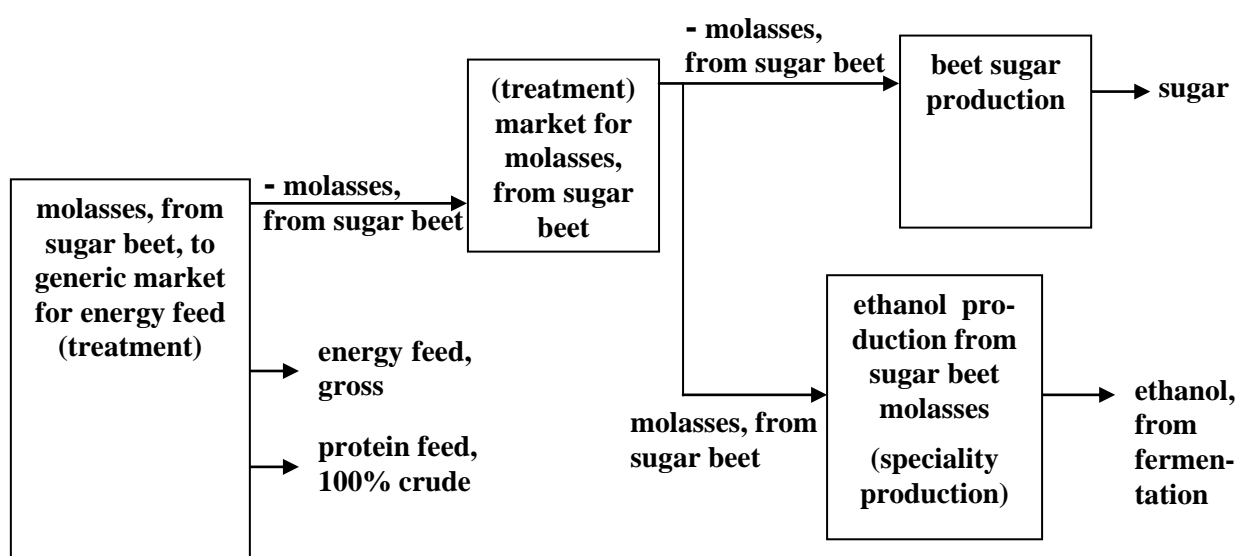 - molasses,
from sugar beet
beet sugar
production
sugar
(treatment)
market for
molasses,
from sugar
beet
- molasses,
from sugar beet
molasses, from
sugar beet, to
generic market
for energy feed
(treatment)
energy feed,
gross
protein feed,
100% crude
molasses, from
sugar beet
ethanol pro-
duction from
sugar beet
molasses
(speciality
production)
ethanol,
from
fermen-
tation